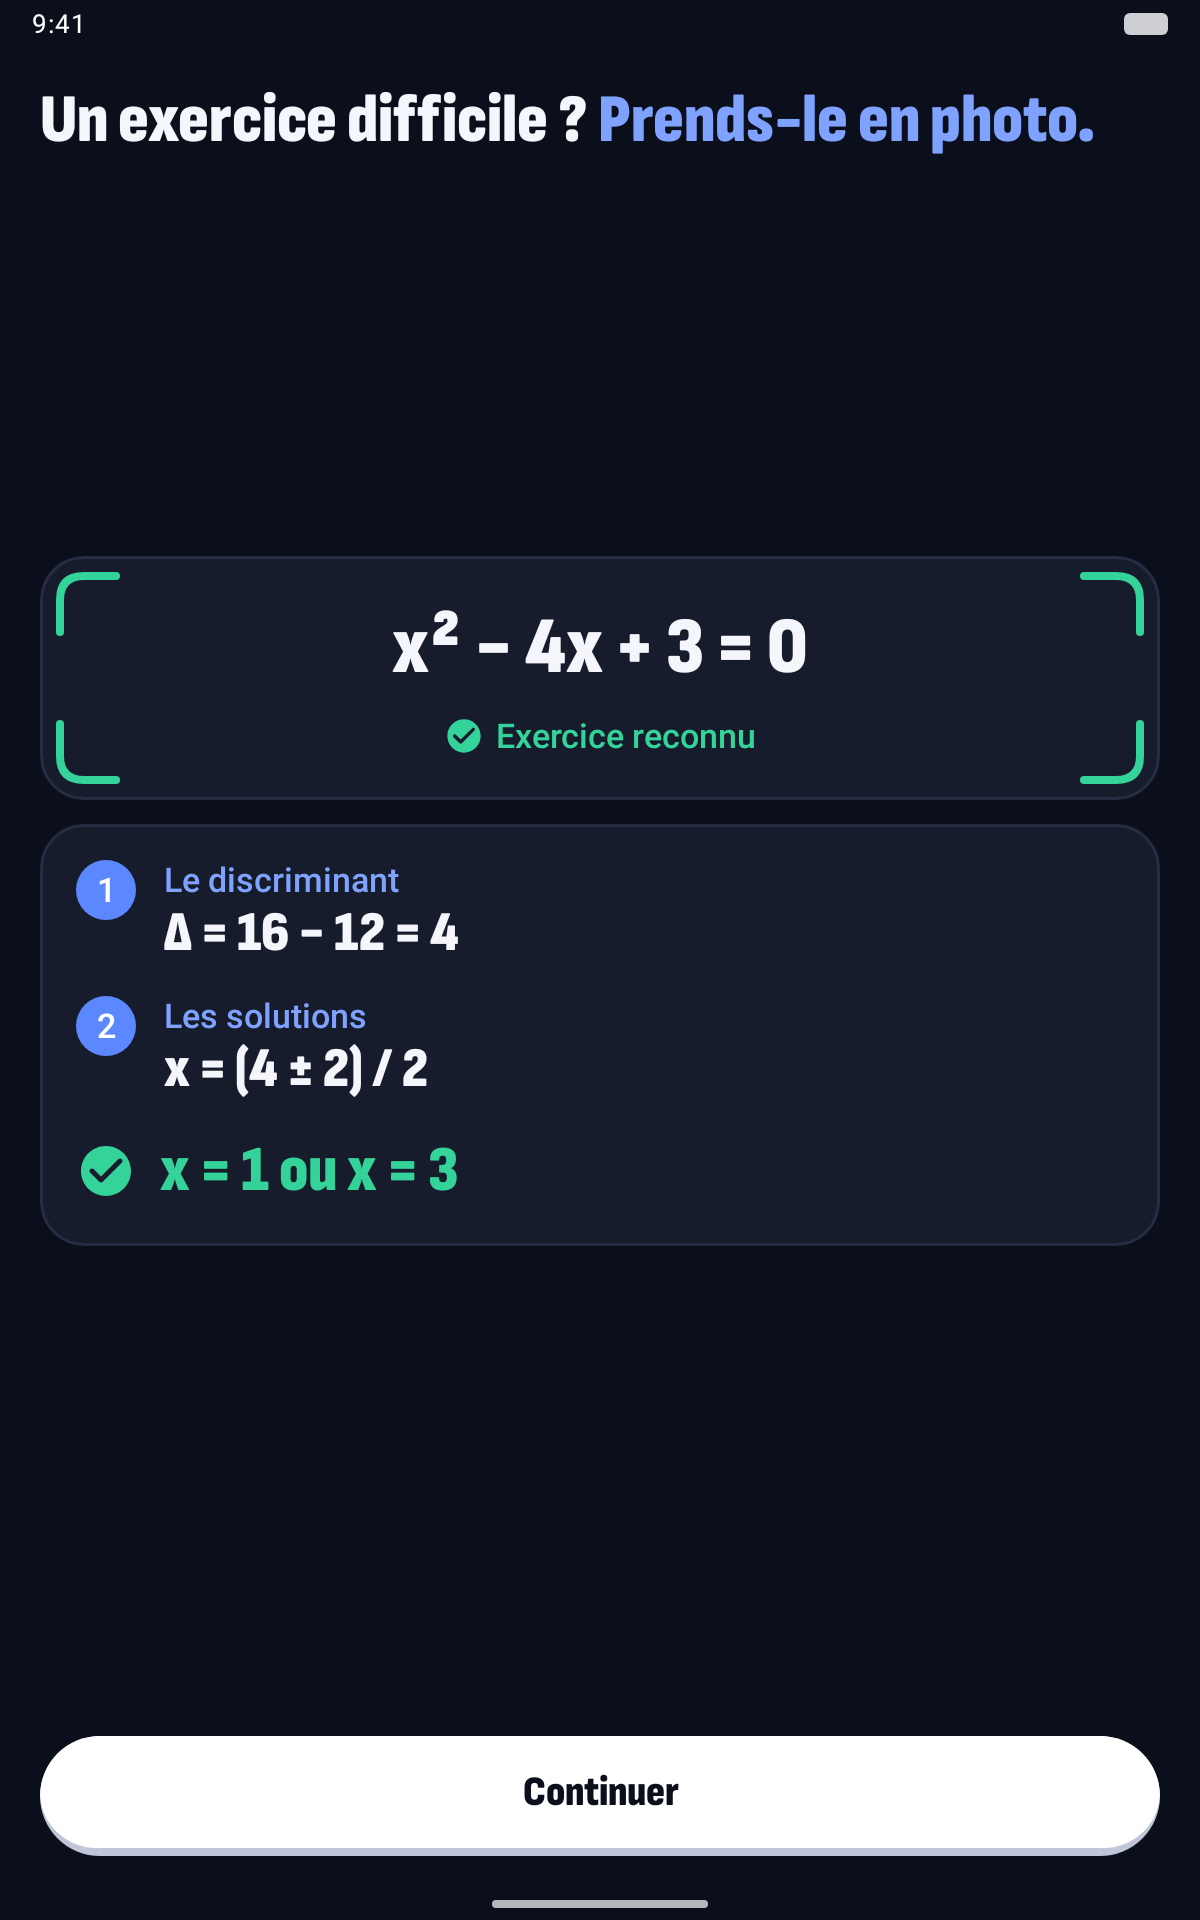 9:41
Un exercice difficile ? Prends-le en photo.
x² – 4x + 3 = 0
Exercice reconnu
1
Le discriminant
Δ = 16 – 12 = 4
2
Les solutions
x = (4 ± 2) / 2
x = 1 ou x = 3
Continuer